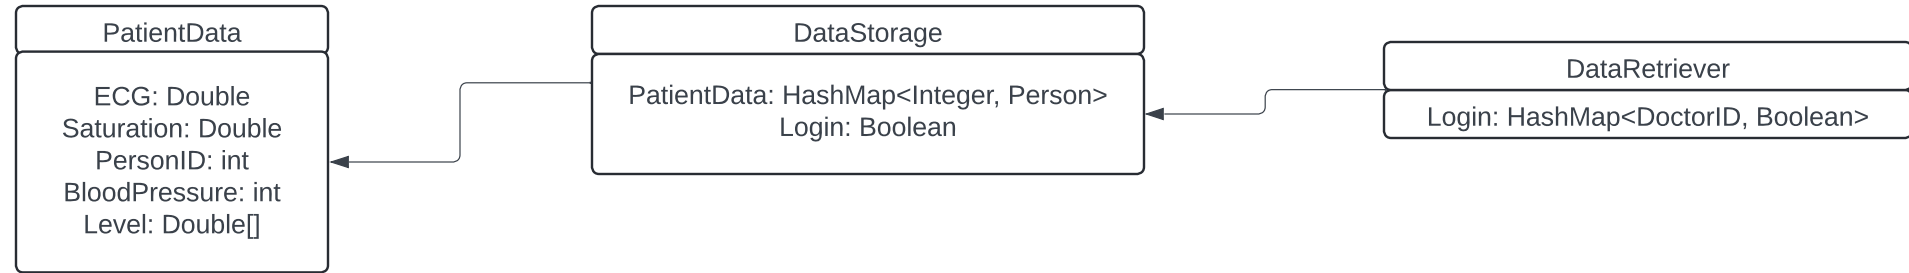 PatientData
ECG: Double
Saturation: Double
PersonID: int
BloodPressure: int
Level: Double[]
DataStorage
PatientData: HashMap<Integer, Person>
Login: Boolean
DataRetriever
Login: HashMap<DoctorID, Boolean>